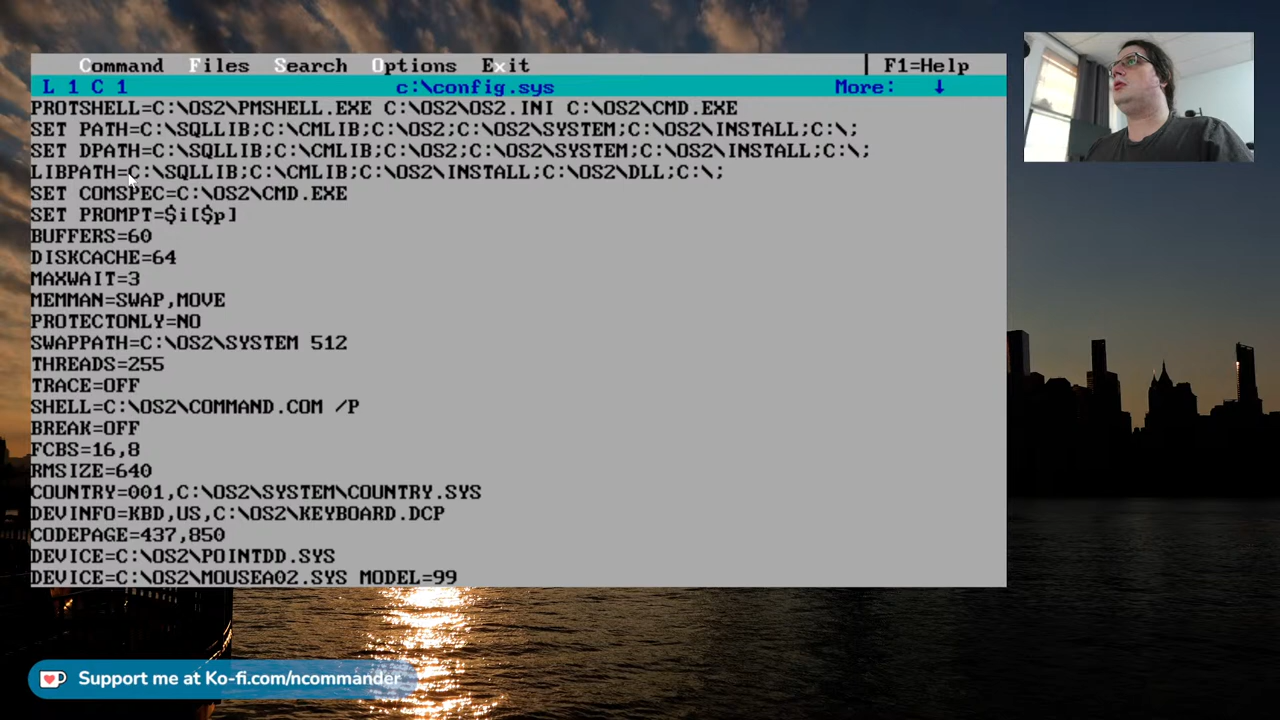 Command Files Search Options Exit F1=Help
L 1 C 1 c:\config.sys More: ↓
PROTSHELL=C:\OS2\PMSHELL.EXE C:\OS2\OS2.INI C:\OS2\CMD.EXE
SET PATH=C:\SQLLIB;C:\CMLIB;C:\OS2;C:\OS2\SYSTEM;C:\OS2\INSTALL;C:\;
SET DPATH=C:\SQLLIB;C:\CMLIB;C:\OS2;C:\OS2\SYSTEM;C:\OS2\INSTALL;C:\;
LIBPATH=C:\SQLLIB;C:\CMLIB;C:\OS2\INSTALL;C:\OS2\DLL;C:\;
SET COMSPEC=C:\OS2\CMD.EXE
SET PROMPT=$i[$p]
BUFFERS=60
DISKCACHE=64
MAXWAIT=3
MEMMAN=SWAP,MOVE
PROTECTONLY=NO
SWAPPATH=C:\OS2\SYSTEM 512
THREADS=255
TRACE=OFF
SHELL=C:\OS2\COMMAND.COM /P
BREAK=OFF
FCBS=16,8
RMSIZE=640
COUNTRY=001,C:\OS2\SYSTEM\COUNTRY.SYS
DEVINFO=KBD,US,C:\OS2\KEYBOARD.DCP
CODEPAGE=437,850
DEVICE=C:\OS2\POINTDD.SYS
DEVICE=C:\OS2\MOUSEA02.SYS MODEL=99
Support me at Ko-fi.com/ncommander